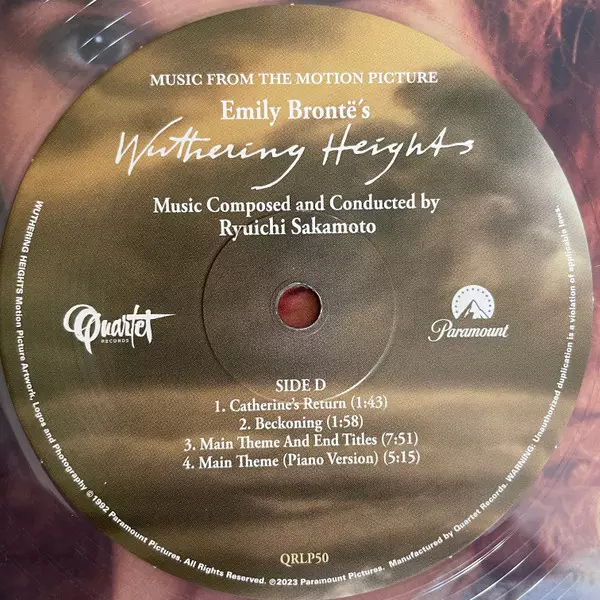 MUSIC FROM THE MOTION PICTURE
Emily Brontë's
Wuthering Heights
Music Composed and Conducted by
Ryuichi Sakamoto
Quartet
RECORDS
Paramount
SIDE D
1. Catherine's Return (1:43)
2. Beckoning (1:58)
3. Main Theme And End Titles (7:51)
4. Main Theme (Piano Version) (5:15)
QRLP50
WUTHERING HEIGHTS Motion Picture Artwork, Logos and Photography ©1992 Paramount Pictures. All Rights Reserved. ℗2023 Paramount Pictures. Manufactured by Quartet Records. WARNING: Unauthorized duplication is a violation of applicable laws.